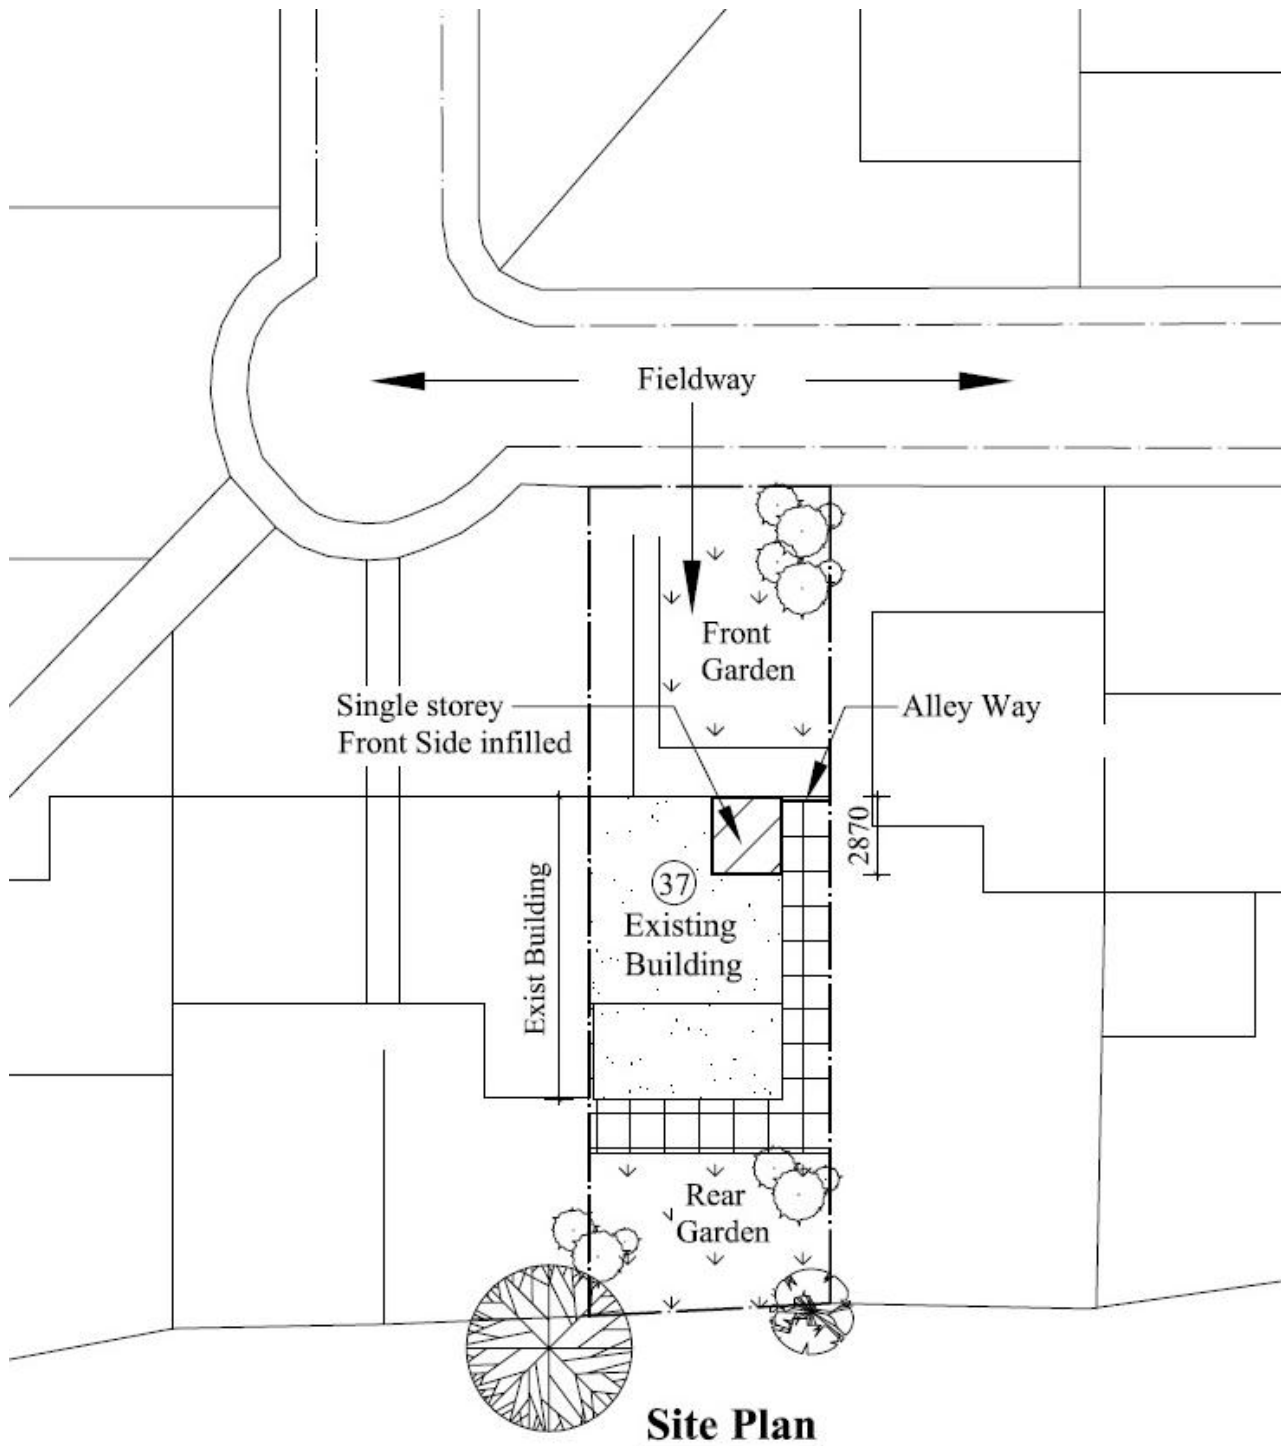 Fieldway
Front
Garden
Single storey
Front Side infilled
Alley Way
2870
37
Existing
Building
Exist Building
Rear
Garden
Site Plan